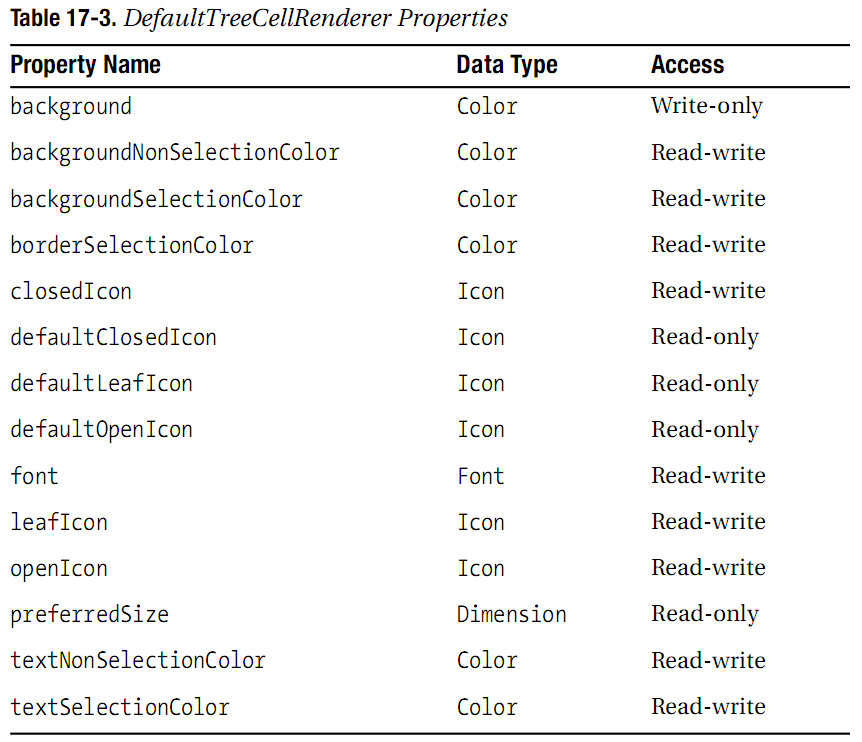 Table 17-3. DefaultTreeCellRenderer Properties
Property Name Data Type Access
background Color Write-only
backgroundNonSelectionColor Color Read-write
backgroundSelectionColor Color Read-write
borderSelectionColor Color Read-write
closedIcon Icon Read-write
defaultClosedIcon Icon Read-only
defaultLeafIcon Icon Read-only
defaultOpenIcon Icon Read-only
font Font Read-write
leafIcon Icon Read-write
openIcon Icon Read-write
preferredSize Dimension Read-only
textNonSelectionColor Color Read-write
textSelectionColor Color Read-write